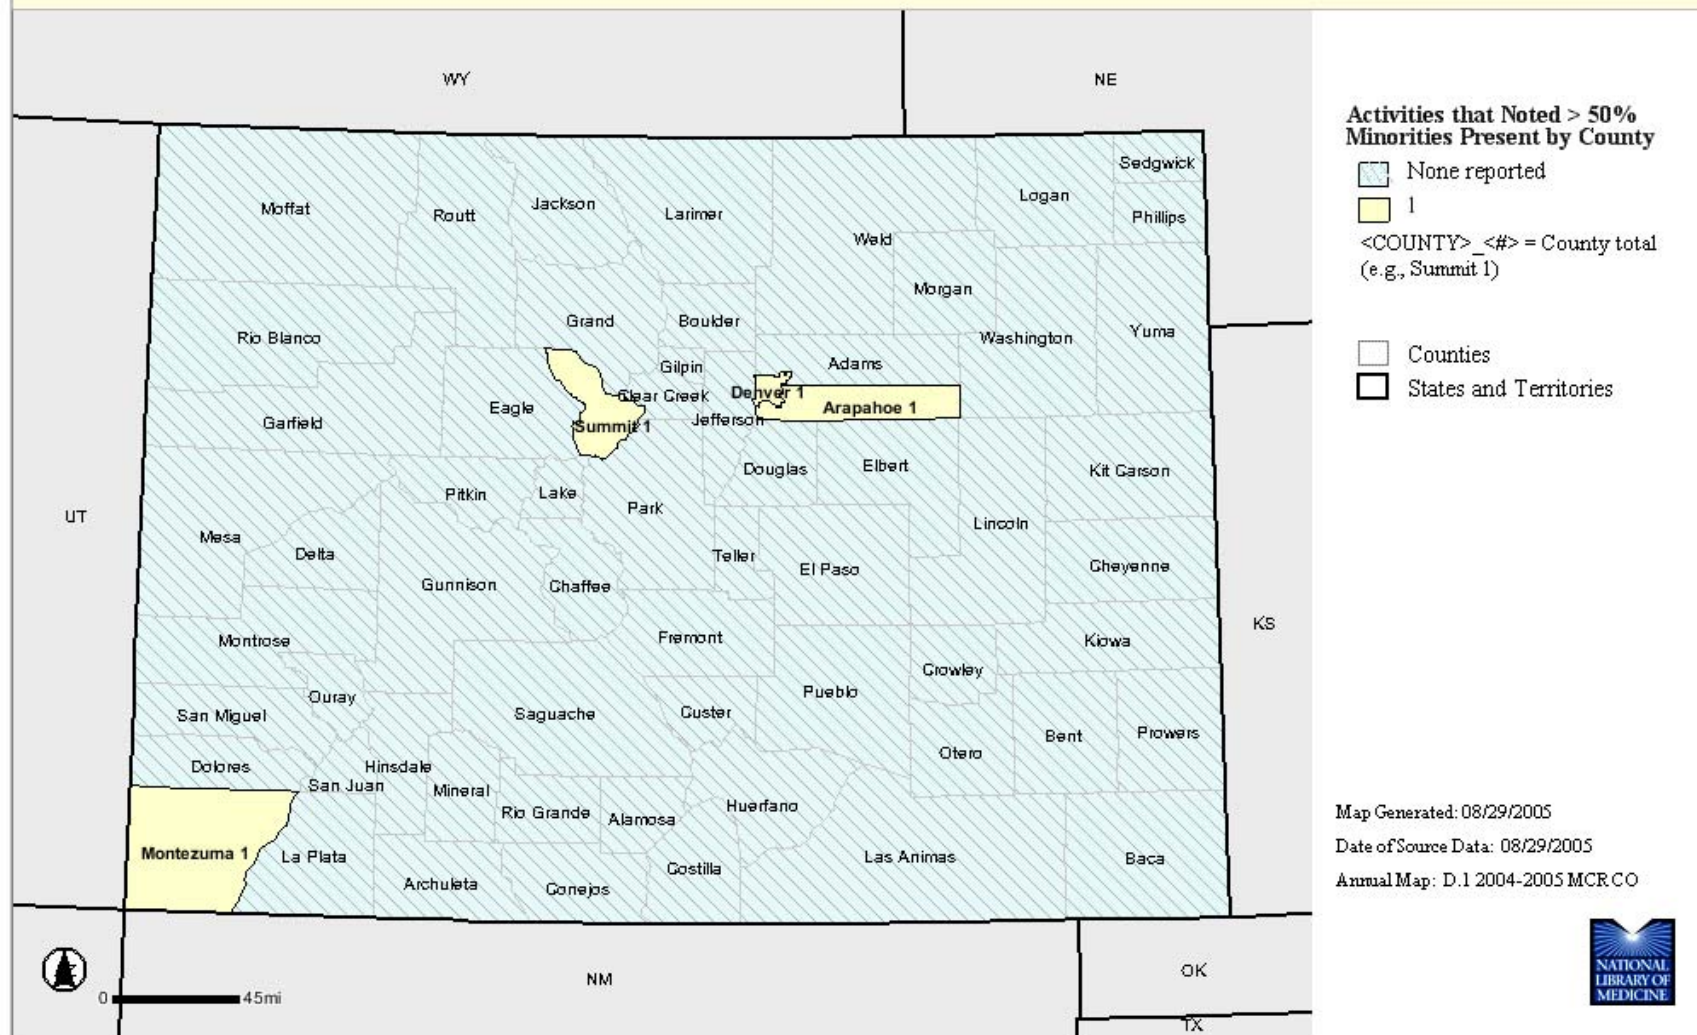 WY
NE
Sedgwick
Logan
Moffat
Routt
Jackson
Larimer
Phillips
Weld
Morgan
Grand
Boulder
Rio Blanco
Washington
Yuma
Gilpin
Adams
Clear Creek
Denver 1
Eagle
Arapahoe 1
Garfield
Summit 1
Jefferson
Douglas
Elbert
Kit Carson
Pitkin
Lake
Park
UT
Lincoln
Mesa
Delta
Teller
El Paso
Cheyenne
Gunnison
Chaffee
KS
Montrose
Fremont
Kiowa
Crowley
Ouray
Pueblo
San Miguel
Saguache
Custer
Bent
Prowers
Otero
Dolores
Hinsdale
San Juan
Mineral
Rio Grande
Alamosa
Huerfano
Montezuma 1
La Plata
Las Animas
Baca
Costilla
Archuleta
Conejos
NM
OK
TX
0 45mi
Activities that Noted > 50%
Minorities Present by County
None reported
1
<COUNTY>_<#> = County total
(e.g., Summit 1)
Counties
States and Territories
Map Generated: 08/29/2005
Date of Source Data: 08/29/2005
Annual Map: D.1 2004-2005 MCR CO
NATIONAL
LIBRARY OF
MEDICINE